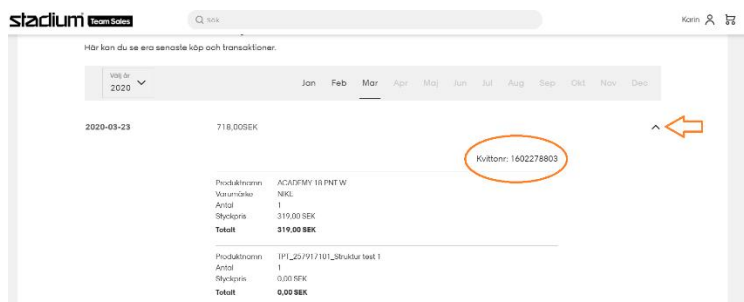 stadium Team Sales Sök Karin
Här kan du se era senaste köp och transaktioner.
Välj år
2020 Jan Feb Mar Apr Maj Jun Jul Aug Sep Okt Nov Dec
2020-03-23 718,00SEK
Kvittonr: 1602278803
Produktnamn ACADEMY 18 PNT W
Varumärke NIKE
Antal 1
Styckpris 319,00 SEK
Totalt 319,00 SEK
Produktnamn TPT_257917101_Struktur test 1
Antal 1
Styckpris 0,00 SEK
Totalt 0,00 SEK